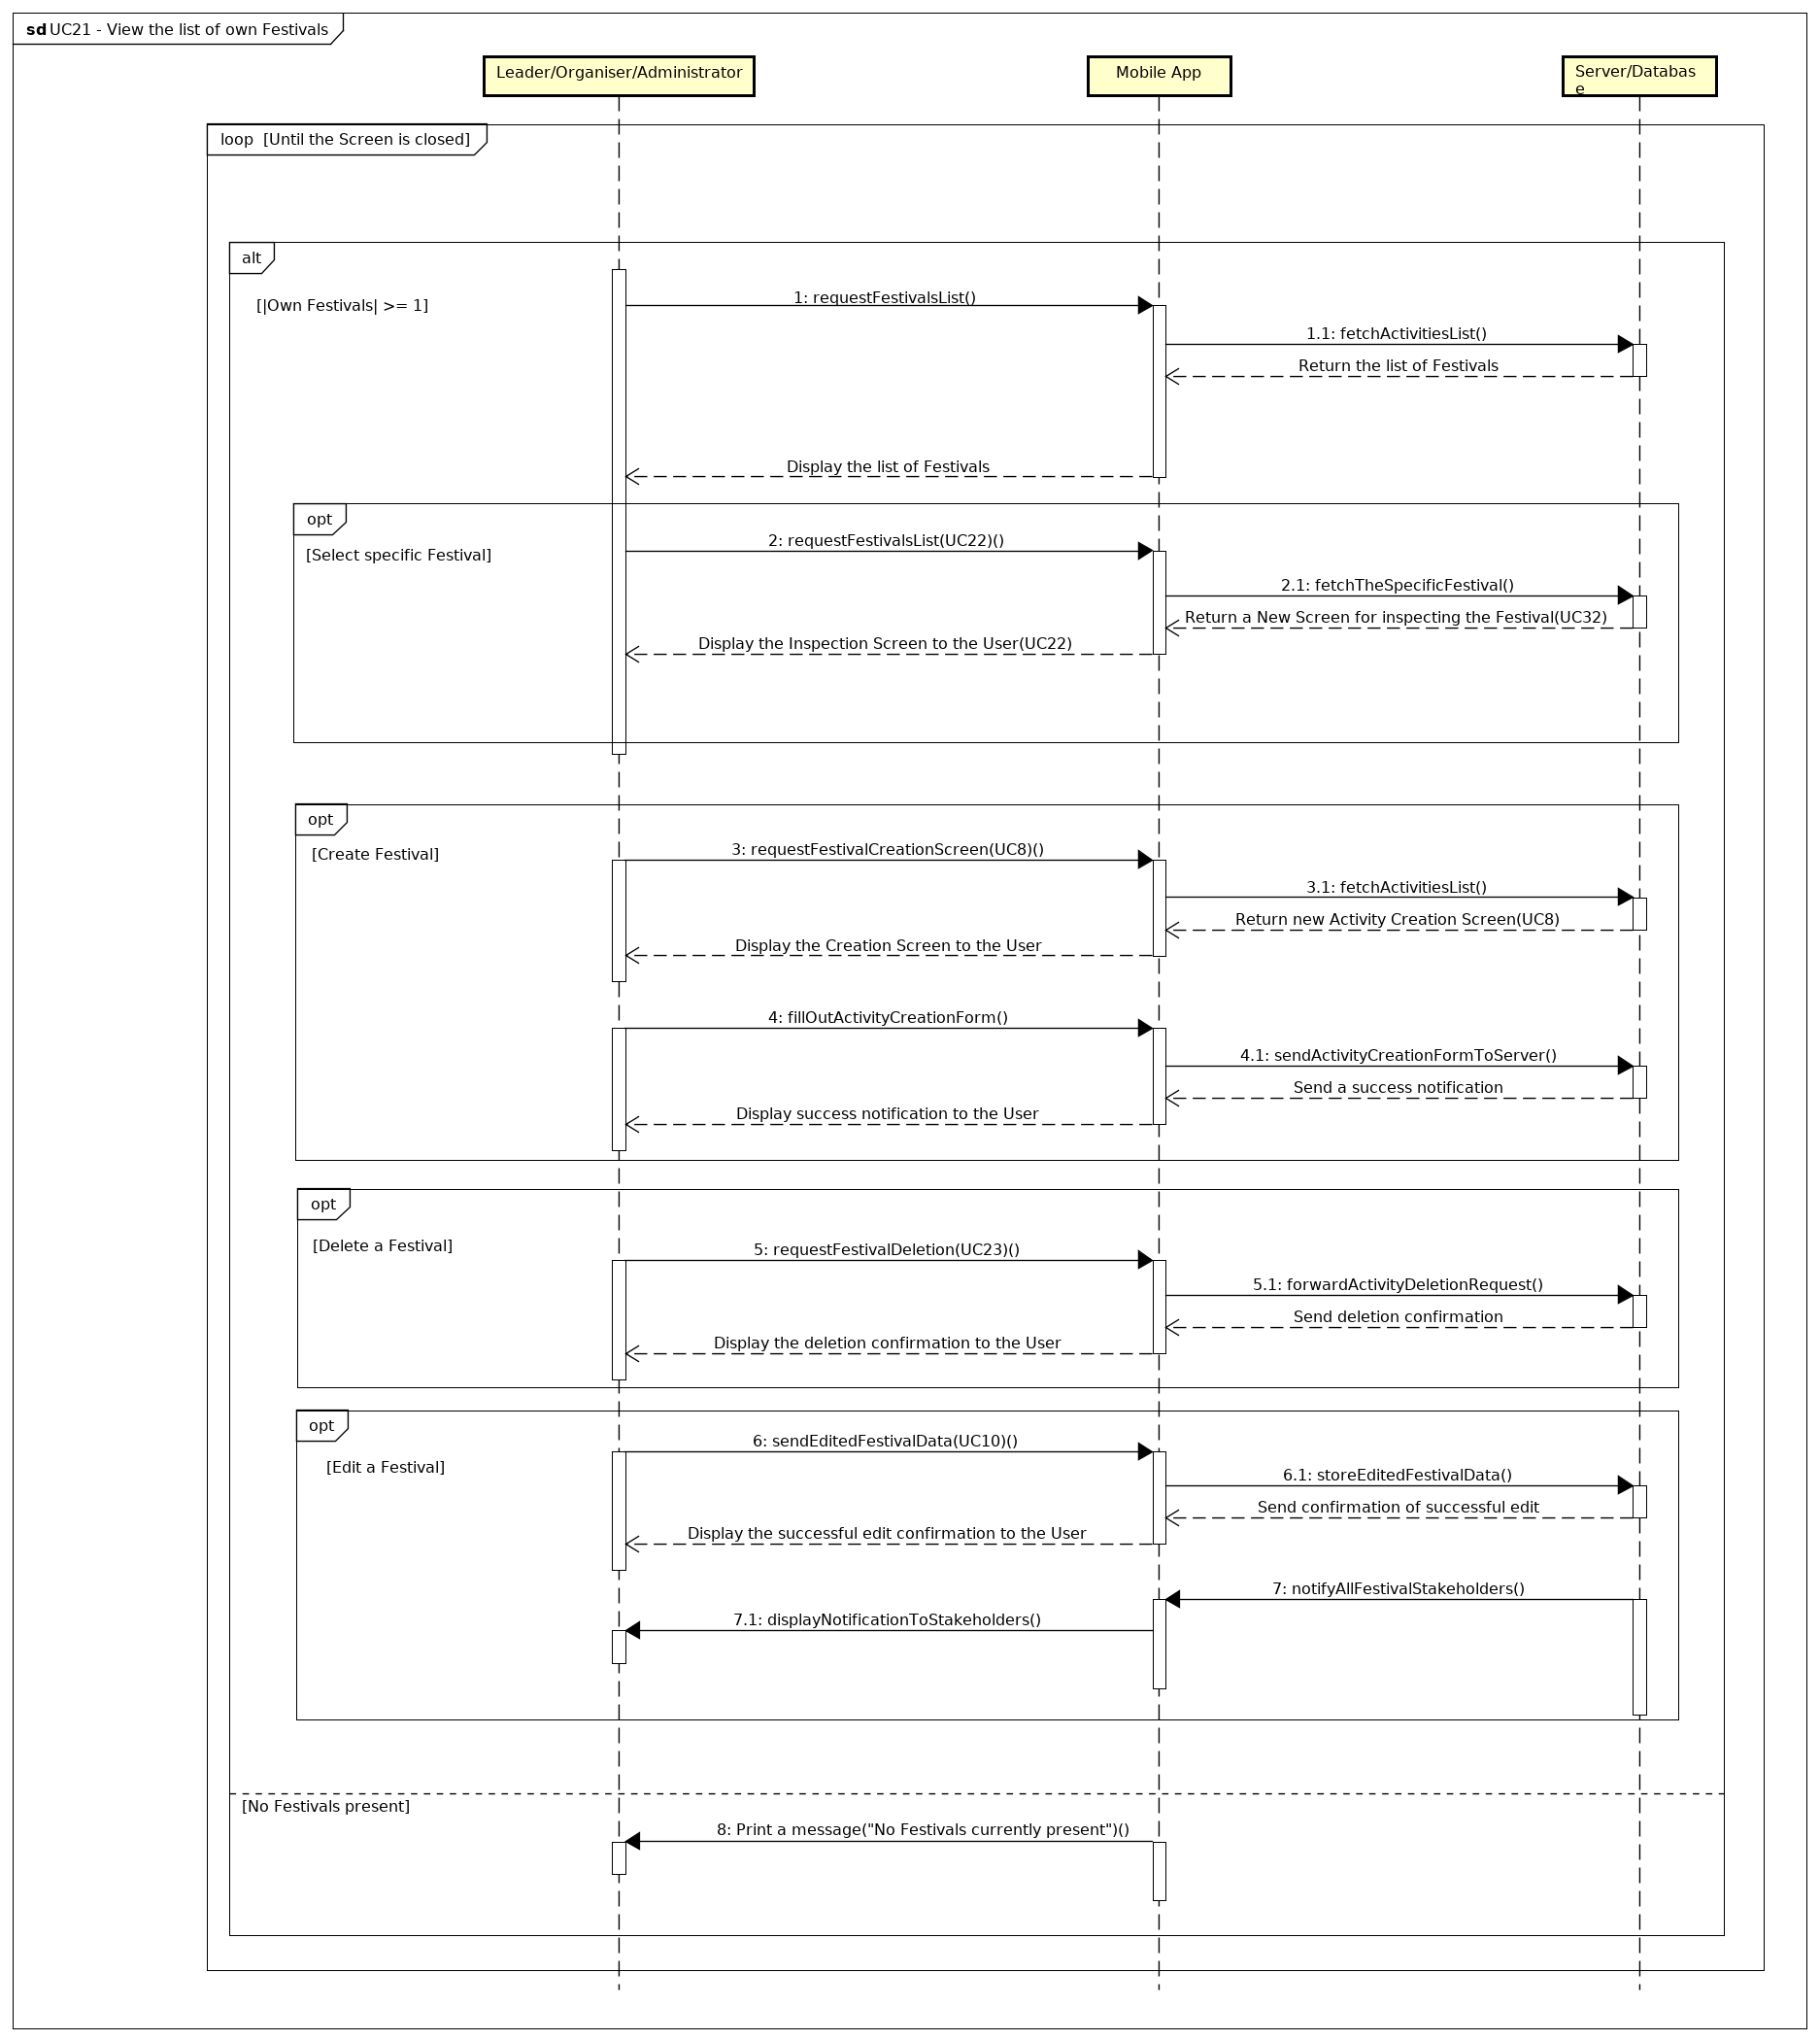 sd UC21 - View the list of own Festivals
Leader/Organiser/Administrator
Mobile App
Server/Databas
e
loop [Until the Screen is closed]
alt
[|Own Festivals| >= 1]
1: requestFestivalsList()
1.1: fetchActivitiesList()
Return the list of Festivals
Display the list of Festivals
opt
[Select specific Festival]
2: requestFestivalsList(UC22)()
2.1: fetchTheSpecificFestival()
Return a New Screen for inspecting the Festival(UC32)
Display the Inspection Screen to the User(UC22)
opt
[Create Festival]
3: requestFestivalCreationScreen(UC8)()
3.1: fetchActivitiesList()
Return new Activity Creation Screen(UC8)
Display the Creation Screen to the User
4: fillOutActivityCreationForm()
4.1: sendActivityCreationFormToServer()
Send a success notification
Display success notification to the User
opt
[Delete a Festival]
5: requestFestivalDeletion(UC23)()
5.1: forwardActivityDeletionRequest()
Send deletion confirmation
Display the deletion confirmation to the User
opt
[Edit a Festival]
6: sendEditedFestivalData(UC10)()
6.1: storeEditedFestivalData()
Send confirmation of successful edit
Display the successful edit confirmation to the User
7: notifyAllFestivalStakeholders()
7.1: displayNotificationToStakeholders()
[No Festivals present]
8: Print a message("No Festivals currently present")()